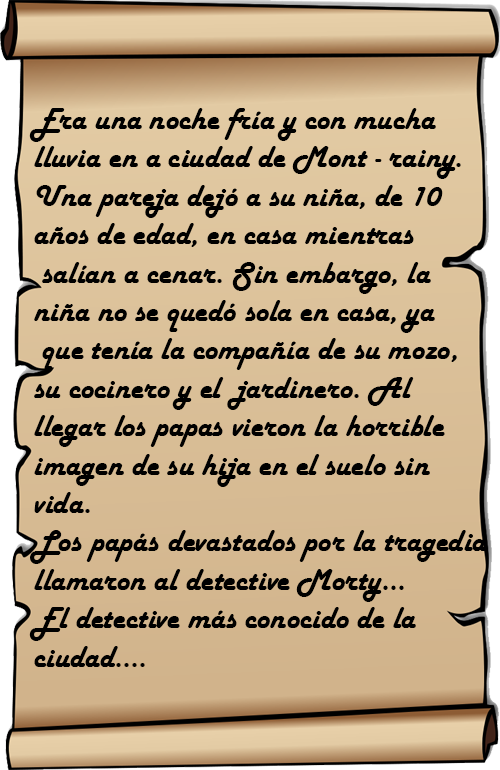 Era una noche fría y con mucha
lluvia en a ciudad de Mont - rainy.
Una pareja dejó a su niña, de 10
años de edad, en casa mientras
salían a cenar. Sin embargo, la
niña no se quedó sola en casa, ya
que tenía la compañía de su mozo,
su cocinero y el jardinero. Al
llegar los papas vieron la horrible
imagen de su hija en el suelo sin
vida.
Los papás devastados por la tragedia
llamaron al detective Morty...
El detective más conocido de la
ciudad....